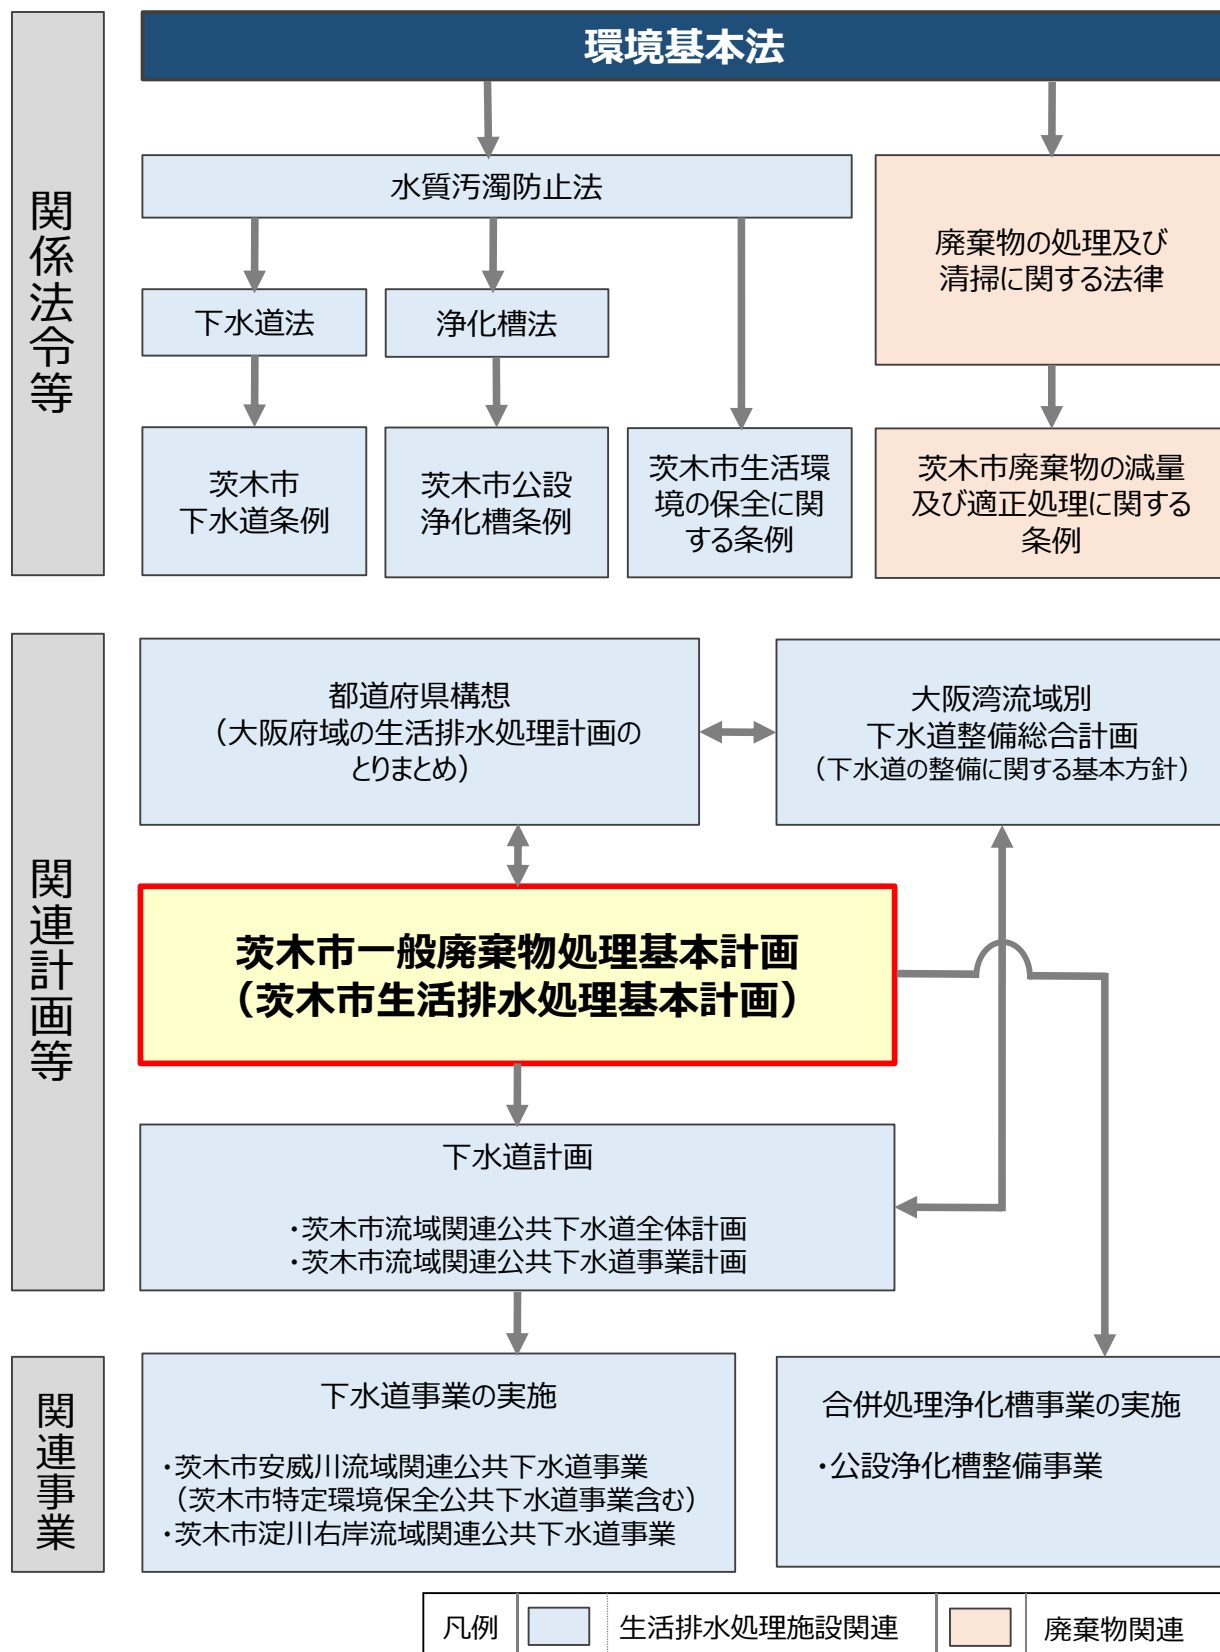 環境基本法
関係法令等
水質汚濁防止法
廃棄物の処理及び
清掃に関する法律
下水道法
浄化槽法
茨木市
下水道条例
茨木市公設
浄化槽条例
茨木市生活環
境の保全に関
する条例
茨木市廃棄物の減量
及び適正処理に関する
条例
関連計画等
都道府県構想
（大阪府域の生活排水処理計画の
とりまとめ）
大阪湾流域別
下水道整備総合計画
（下水道の整備に関する基本方針）
茨木市一般廃棄物処理基本計画
（茨木市生活排水処理基本計画）
下水道計画
・茨木市流域関連公共下水道全体計画
・茨木市流域関連公共下水道事業計画
関連事業
下水道事業の実施
・茨木市安威川流域関連公共下水道事業
（茨木市特定環境保全公共下水道事業含む）
・茨木市淀川右岸流域関連公共下水道事業
合併処理浄化槽事業の実施
・公設浄化槽整備事業
凡例
生活排水処理施設関連
廃棄物関連